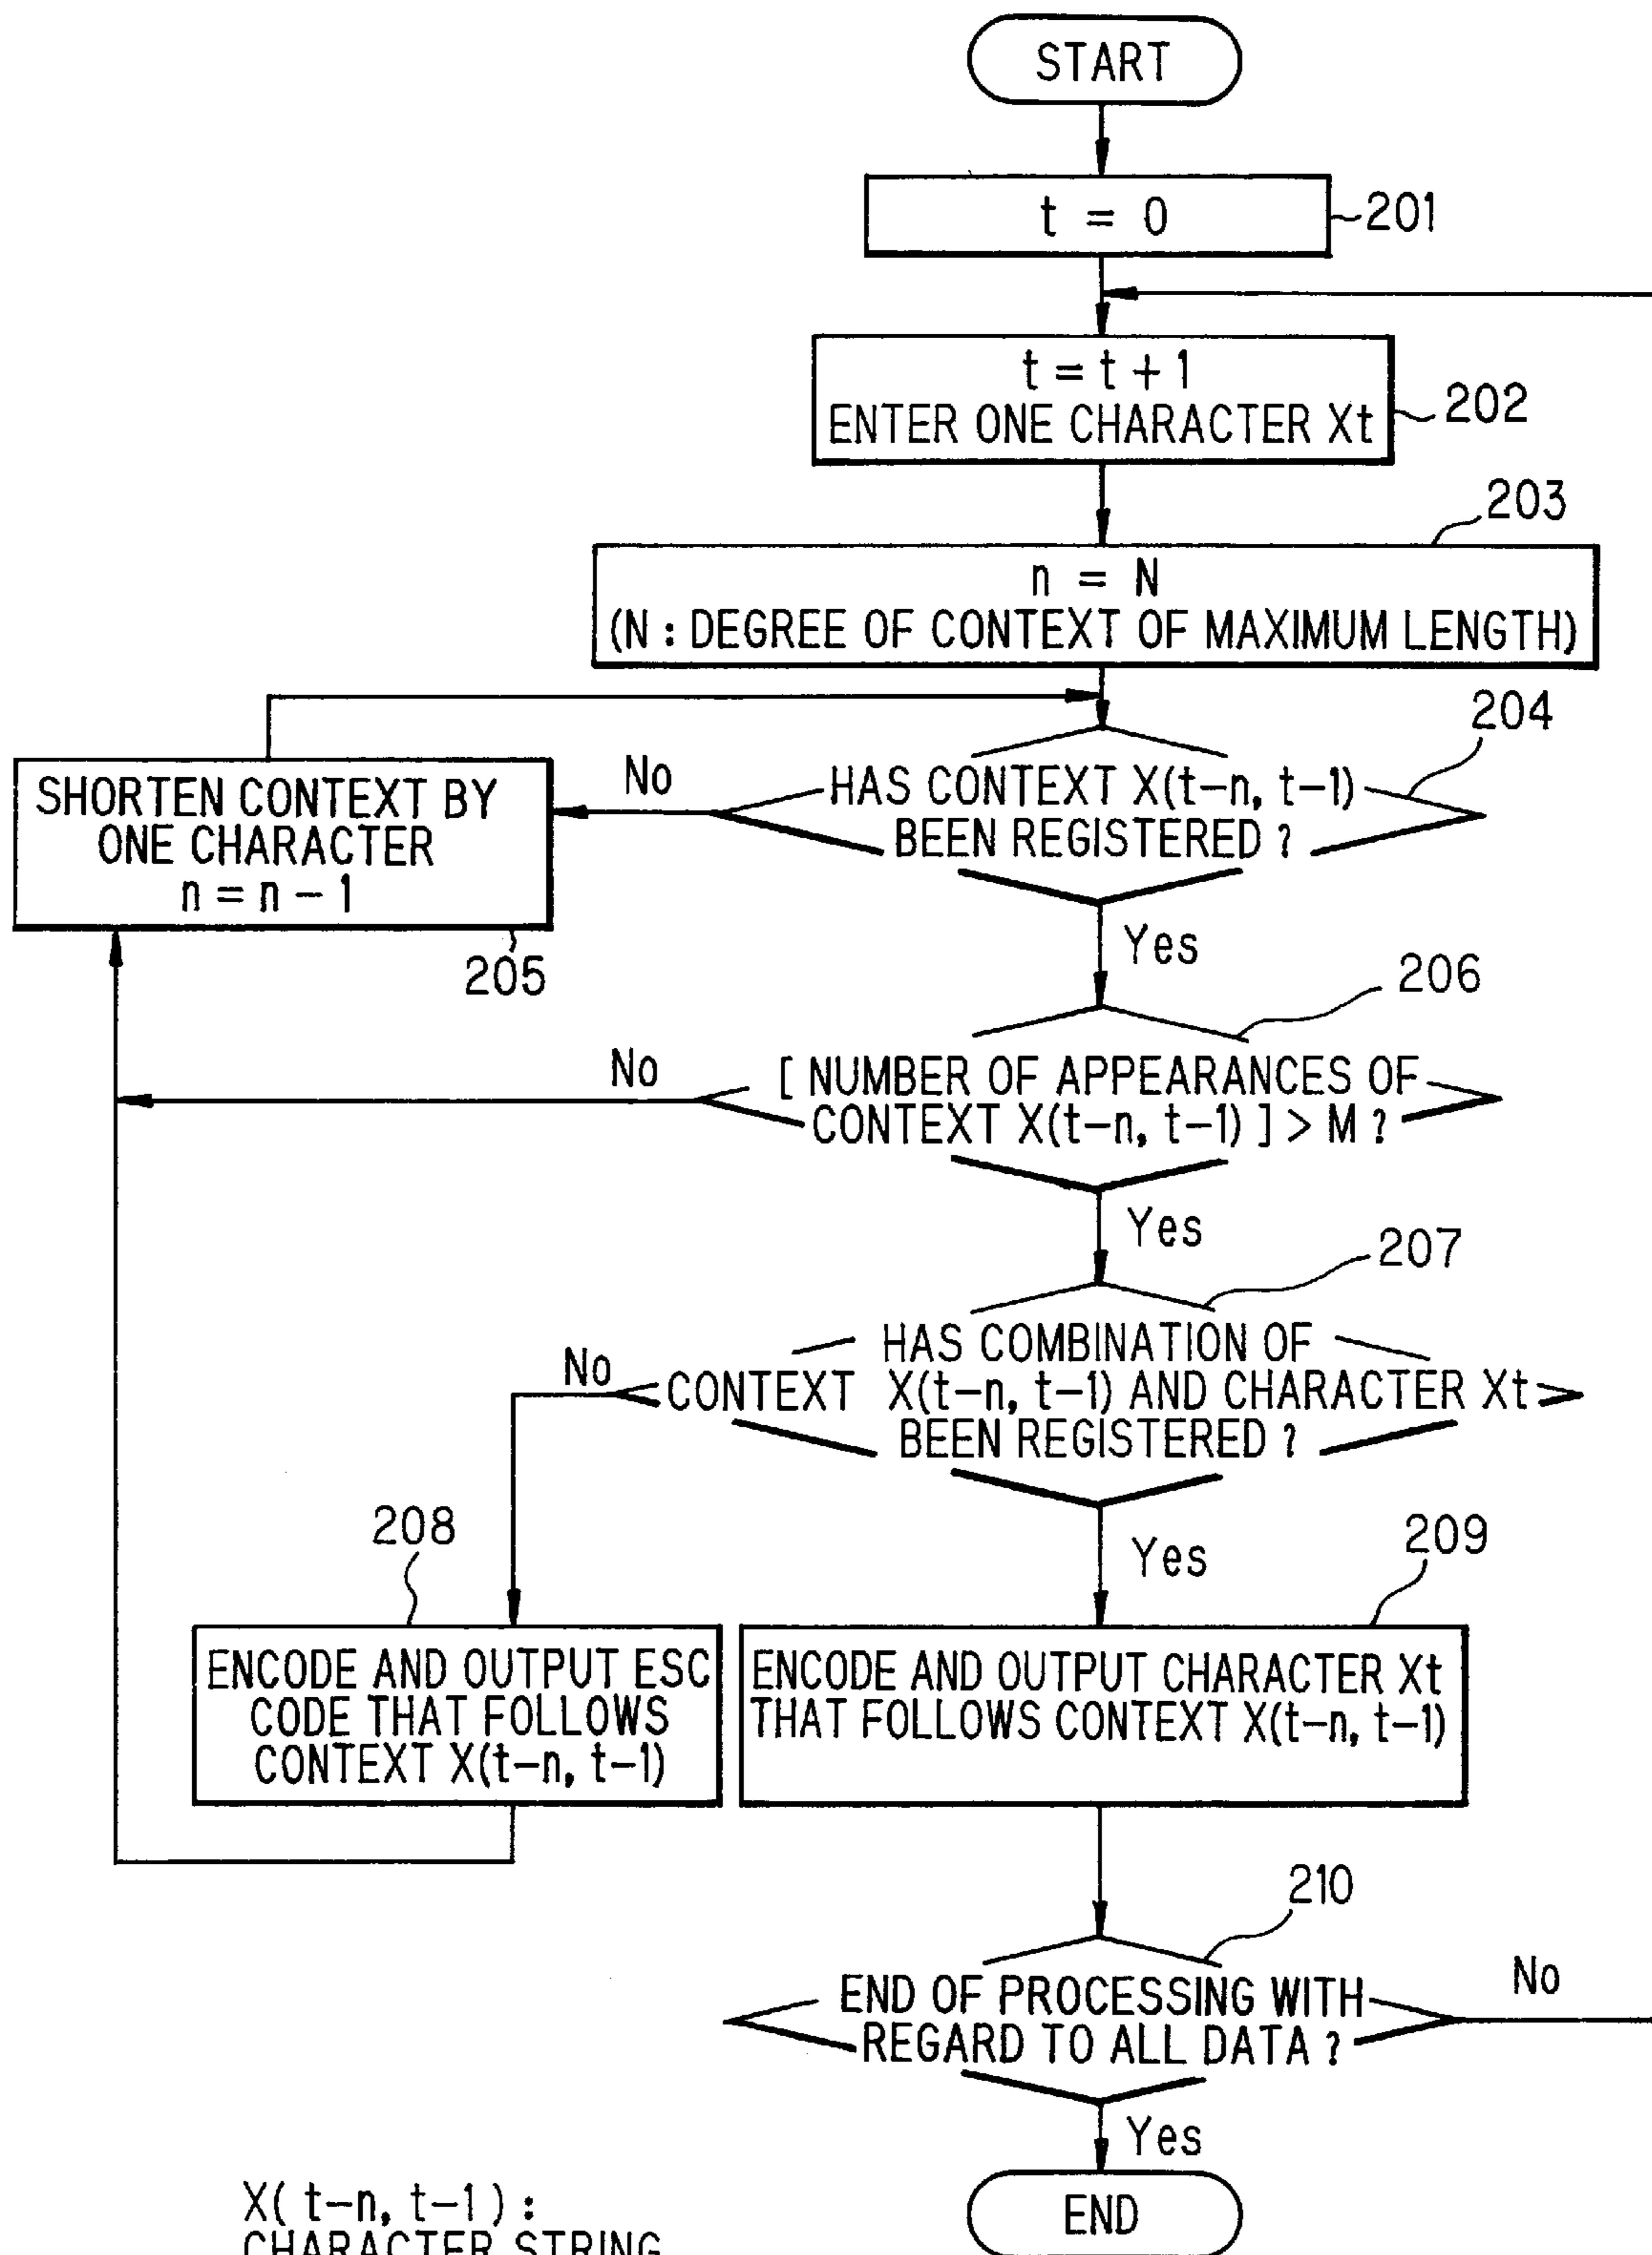 START
t = 0
201
t = t + 1
ENTER ONE CHARACTER Xt
202
203
n = N
(N : DEGREE OF CONTEXT OF MAXIMUM LENGTH)
204
HAS CONTEXT X(t-n, t-1)
BEEN REGISTERED ?
No
SHORTEN CONTEXT BY
ONE CHARACTER
n = n - 1
205
Yes
206
[ NUMBER OF APPEARANCES OF
CONTEXT X(t-n, t-1) ] > M ?
No
Yes
207
HAS COMBINATION OF
CONTEXT X(t-n, t-1) AND CHARACTER Xt
BEEN REGISTERED ?
No
Yes
208
ENCODE AND OUTPUT ESC
CODE THAT FOLLOWS
CONTEXT X(t-n, t-1)
209
ENCODE AND OUTPUT CHARACTER Xt
THAT FOLLOWS CONTEXT X(t-n, t-1)
210
END OF PROCESSING WITH
REGARD TO ALL DATA ?
No
Yes
END
X( t-n, t-1 ) :
CHARACTER STRING